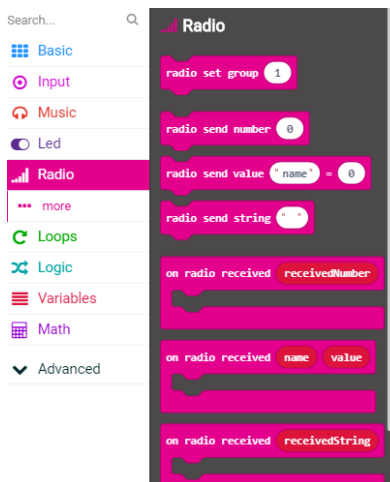 Search...
Basic
Input
Music
Led
Radio
more
Loops
Logic
Variables
Math
Advanced
Radio
radio set group 1
radio send number 0
radio send value "name" = 0
radio send string " "
on radio received receivedNumber
on radio received name value
on radio received receivedString